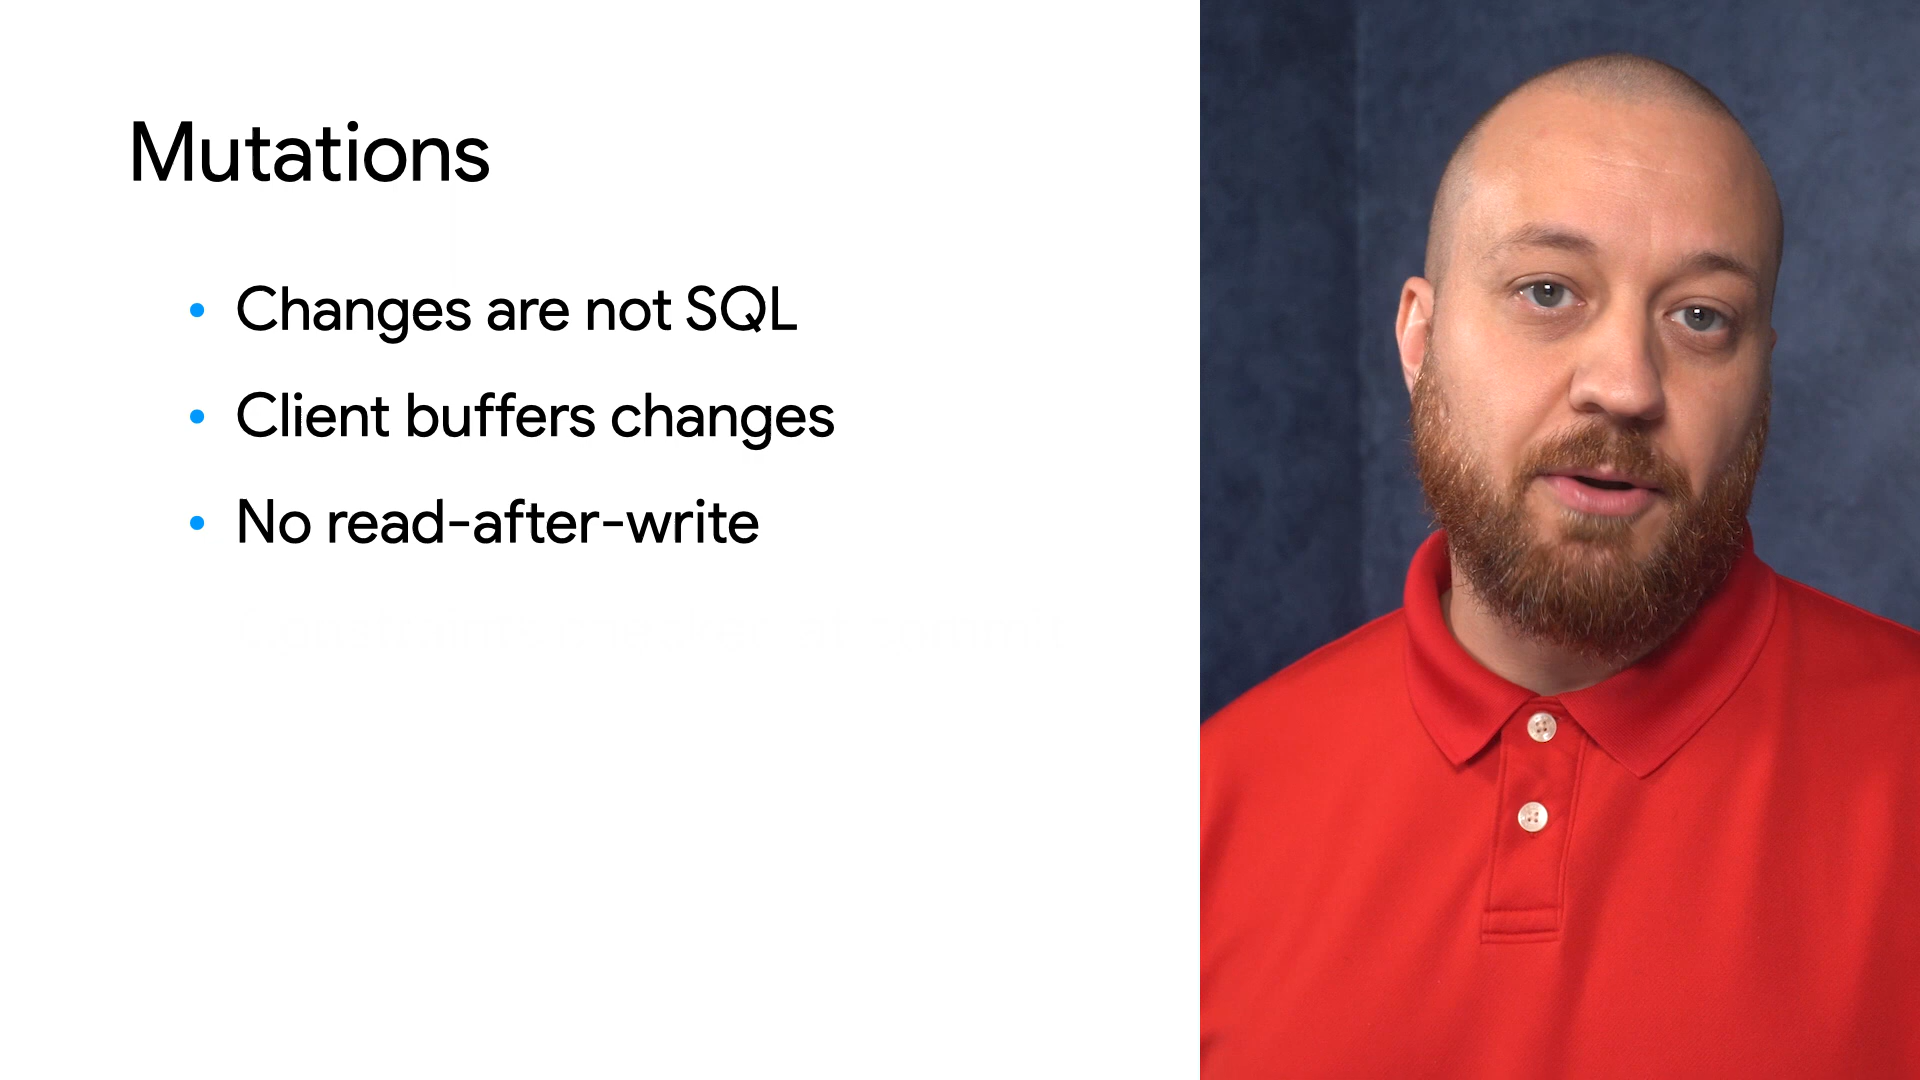 Mutations
• Changes are not SQL
• Client buffers changes
• No read-after-write